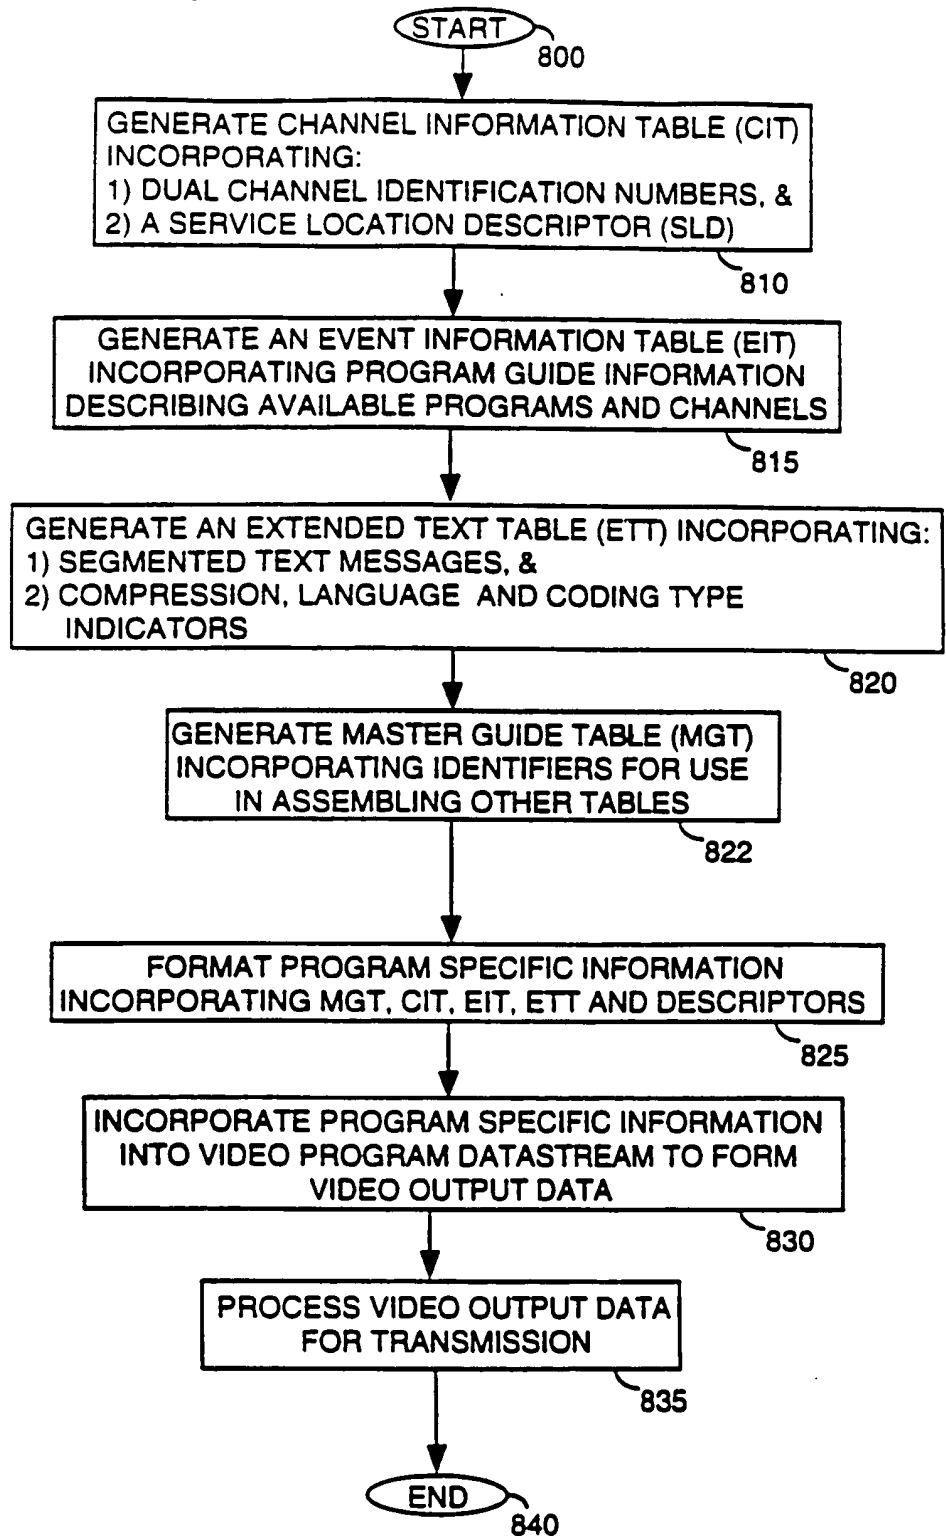 START
800
GENERATE CHANNEL INFORMATION TABLE (CIT)
INCORPORATING:
1) DUAL CHANNEL IDENTIFICATION NUMBERS, &
2) A SERVICE LOCATION DESCRIPTOR (SLD)
810
GENERATE AN EVENT INFORMATION TABLE (EIT)
INCORPORATING PROGRAM GUIDE INFORMATION
DESCRIBING AVAILABLE PROGRAMS AND CHANNELS
815
GENERATE AN EXTENDED TEXT TABLE (ETT) INCORPORATING:
1) SEGMENTED TEXT MESSAGES, &
2) COMPRESSION, LANGUAGE AND CODING TYPE
INDICATORS
820
GENERATE MASTER GUIDE TABLE (MGT)
INCORPORATING IDENTIFIERS FOR USE
IN ASSEMBLING OTHER TABLES
822
FORMAT PROGRAM SPECIFIC INFORMATION
INCORPORATING MGT, CIT, EIT, ETT AND DESCRIPTORS
825
INCORPORATE PROGRAM SPECIFIC INFORMATION
INTO VIDEO PROGRAM DATASTREAM TO FORM
VIDEO OUTPUT DATA
830
PROCESS VIDEO OUTPUT DATA
FOR TRANSMISSION
835
END
840